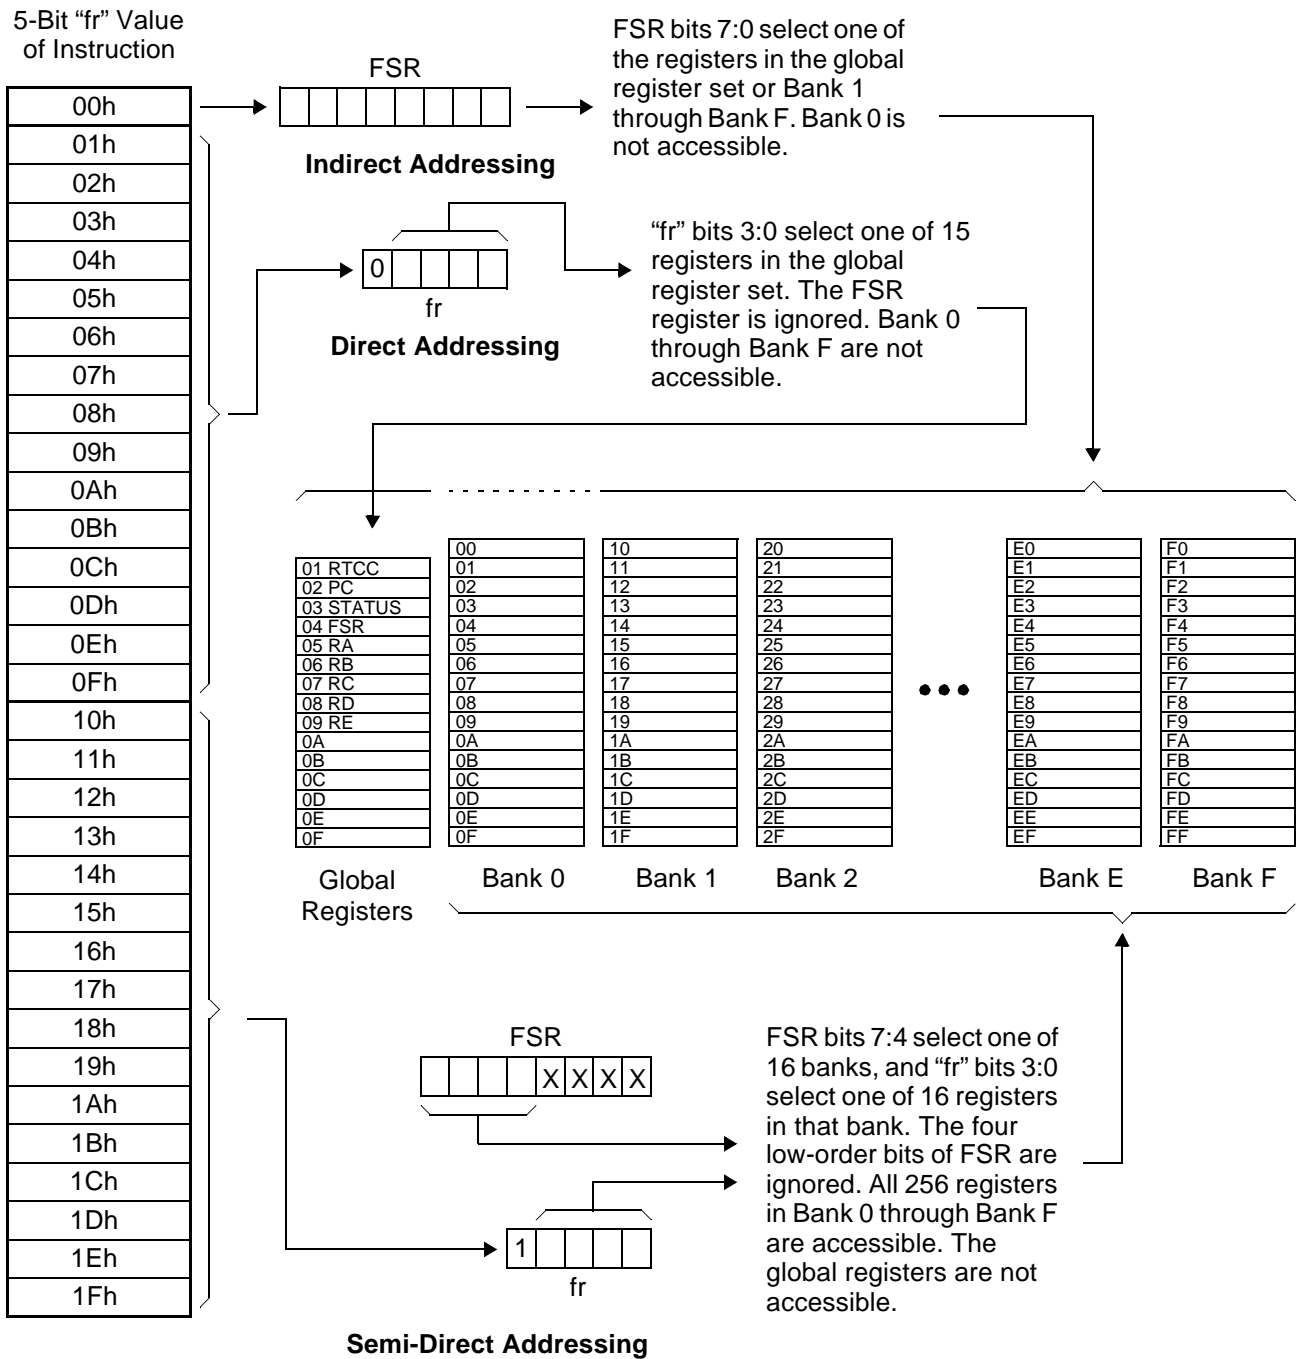 5-Bit “fr” Value
of Instruction
00h
01h
02h
03h
04h
05h
06h
07h
08h
09h
0Ah
0Bh
0Ch
0Dh
0Eh
0Fh
10h
11h
12h
13h
14h
15h
16h
17h
18h
19h
1Ah
1Bh
1Ch
1Dh
1Eh
1Fh
FSR
Indirect Addressing
FSR bits 7:0 select one of
the registers in the global
register set or Bank 1
through Bank F. Bank 0 is
not accessible.
0
fr
Direct Addressing
“fr” bits 3:0 select one of 15
registers in the global
register set. The FSR
register is ignored. Bank 0
through Bank F are not
accessible.
01 RTCC
02 PC
03 STATUS
04 FSR
05 RA
06 RB
07 RC
08 RD
09 RE
0A
0B
0C
0D
0E
0F
Global
Registers
00
01
02
03
04
05
06
07
08
09
0A
0B
0C
0D
0E
0F
Bank 0
10
11
12
13
14
15
16
17
18
19
1A
1B
1C
1D
1E
1F
Bank 1
20
21
22
23
24
25
26
27
28
29
2A
2B
2C
2D
2E
2F
Bank 2
E0
E1
E2
E3
E4
E5
E6
E7
E8
E9
EA
EB
EC
ED
EE
EF
Bank E
F0
F1
F2
F3
F4
F5
F6
F7
F8
F9
FA
FB
FC
FD
FE
FF
Bank F
FSR
X X X X
1
fr
Semi-Direct Addressing
FSR bits 7:4 select one of
16 banks, and “fr” bits 3:0
select one of 16 registers
in that bank. The four
low-order bits of FSR are
ignored. All 256 registers
in Bank 0 through Bank F
are accessible. The
global registers are not
accessible.